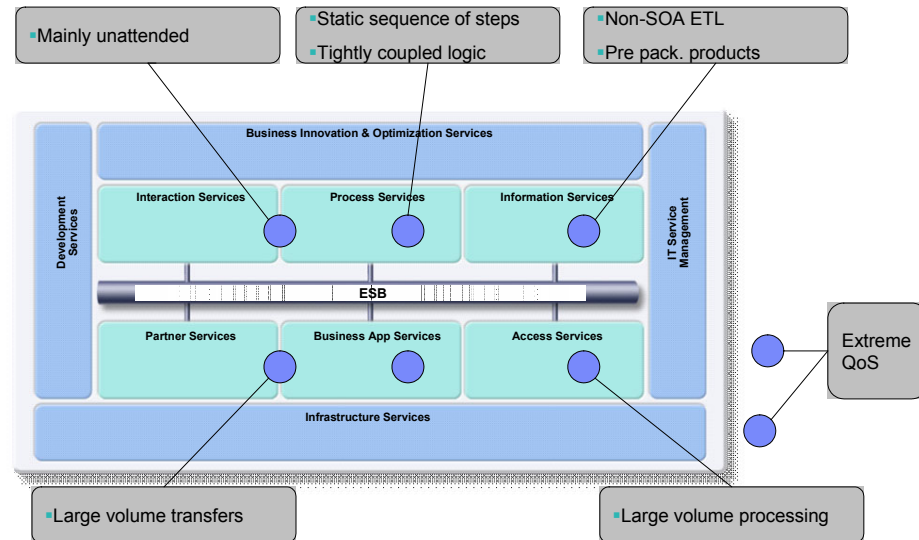 ▪Mainly unattended
▪Static sequence of steps
▪Tightly coupled logic
▪Non-SOA ETL
▪Pre pack. products
Business Innovation & Optimization Services
Development
Services
Interaction Services
Process Services
Information Services
IT Service
Management
ESB
Partner Services
Business App Services
Access Services
Extreme
QoS
Infrastructure Services
▪Large volume transfers
▪Large volume processing